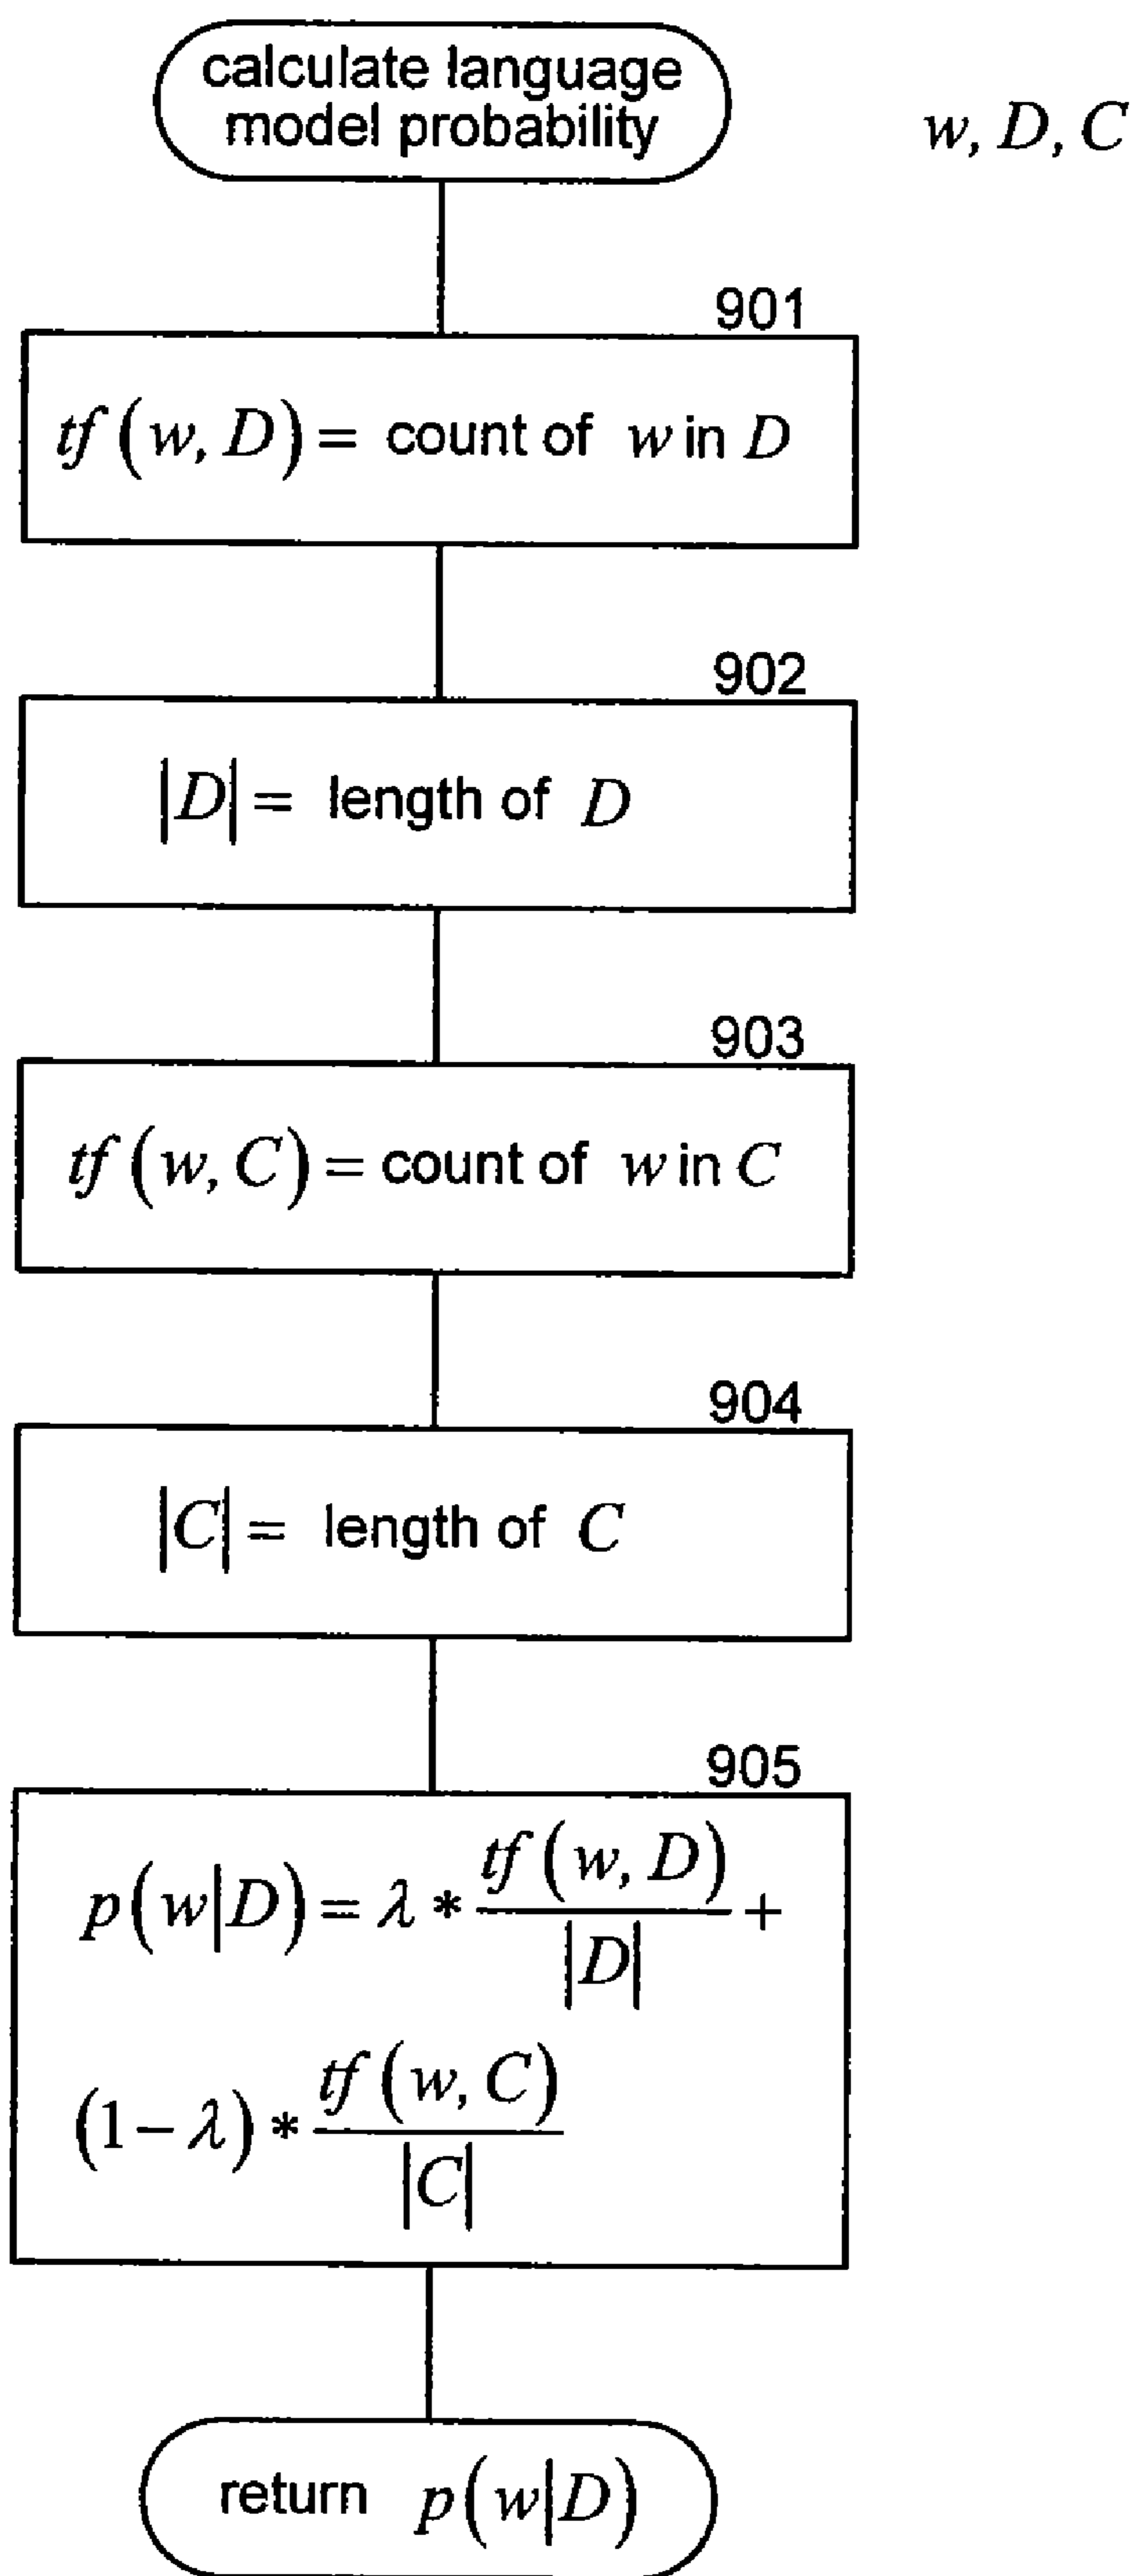 calculate language
model probability
w, D, C
901
tf(w, D) = count of w in D
902
|D| = length of D
903
tf(w, C) = count of w in C
904
|C| = length of C
905
p(w|D) = λ * tf(w, D) / |D| +
(1 − λ) * tf(w, C) / |C|
return p(w|D)